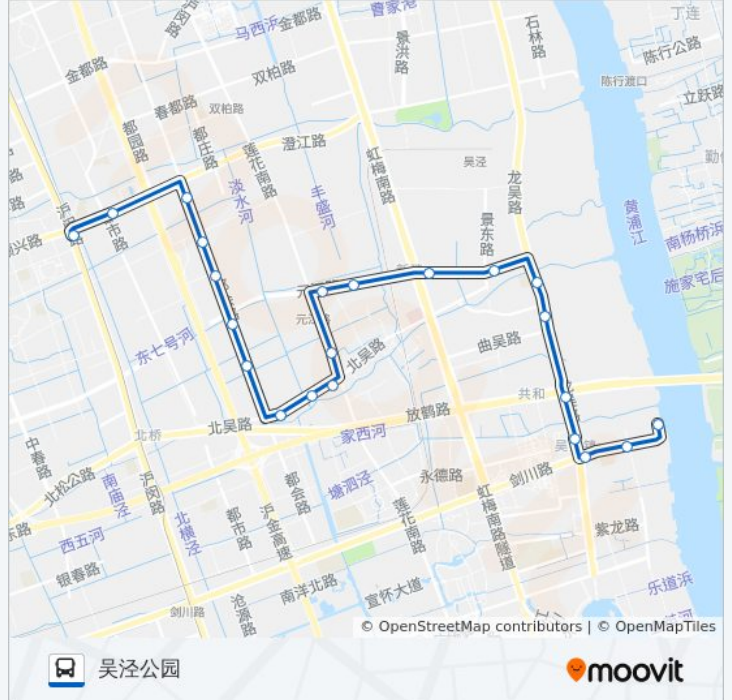 马西浜
金都路
曹家港
丁连
金都路
双柏路
景洪路
石林路
陈行公路
陈行渡口
春都路
双柏路
立跃路
都园路
都庄路
莲花南路
澄江路
虹梅南路
吴泾
龙吴路
淡水河
丰盛河
景东路
黄浦江
南杨桥浜
施家宅后
东七号河
北吴路
曲吴路
共和
中春路
北桥
北吴路
放鹤路
家西河
北松公路
南庙泾
沪闵路
塘泗泾
永德路
剑川路
西五河
北横泾
都市路
都会路
沪金高速
莲花南路
虹梅南路隧道
紫龙路
银春路
剑川路
沧源路
南洋北路
宣怀大道
乐道浜
© OpenStreetMap contributors | © OpenMapTiles
吴泾公园
moovit